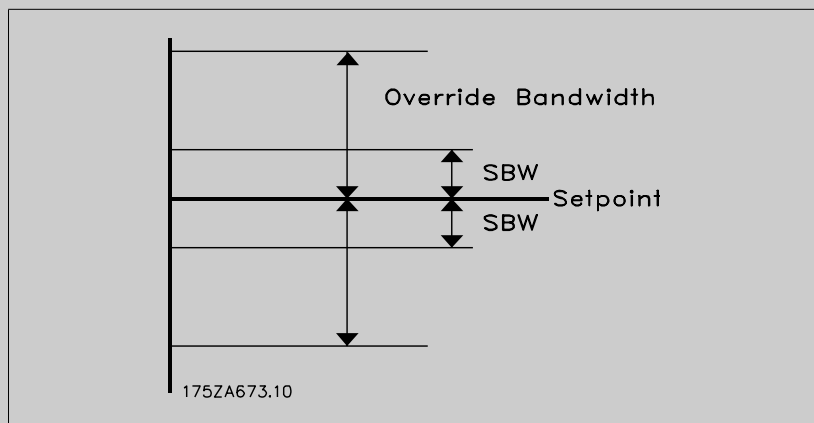 Override Bandwidth
SBW
Setpoint
SBW
175ZA673.10